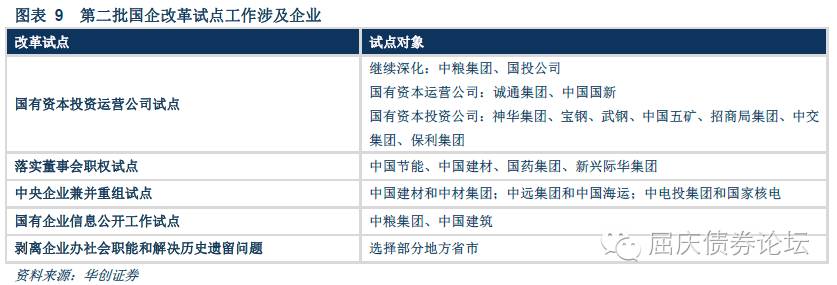 图表 9 第二批国企改革试点工作涉及企业
改革试点 试点对象
国有资本投资运营公司试点
继续深化：中粮集团、国投公司
国有资本运营公司：诚通集团、中国国新
国有资本投资公司：神华集团、宝钢、武钢、中国五矿、招商局集团、中交
集团、保利集团
落实董事会职权试点 中国节能、中国建材、国药集团、新兴际华集团
中央企业兼并重组试点 中国建材和中材集团；中远集团和中国海运；中电投集团和国家核电
国有企业信息公开工作试点 中粮集团、中国建筑
剥离企业办社会职能和解决历史遗留问题 选择部分地方省市
屈庆债券论坛
资料来源：华创证券